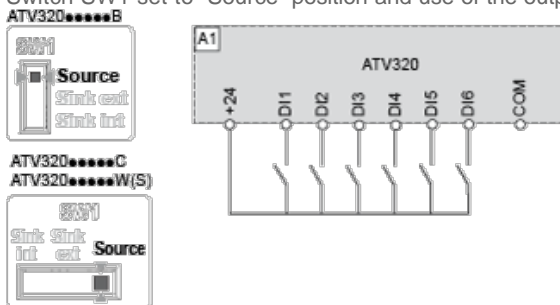 Switch SW1 set to "Source" position and use of the outp
ATV320●●●●●B
SW1
Source
Sink ext
Sink int
ATV320●●●●●C
ATV320●●●●●W(S)
SW1
Sink int
Sink ext
Source
A1
ATV320
+24
DI1
DI2
DI3
DI4
DI5
DI6
COM